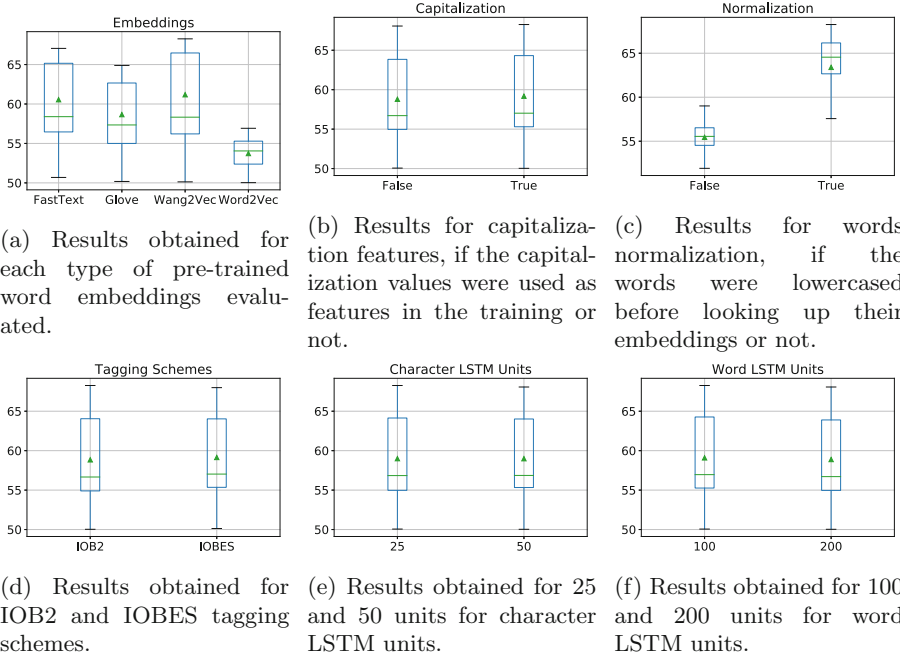 Embeddings
65
60
55
50
FastText Glove Wang2Vec Word2Vec
(a) Results obtained for
each type of pre-trained
word embeddings evalu-
ated.
Capitalization
65
60
55
50
False True
(b) Results for capitaliza-
tion features, if the capital-
ization values were used as
features in the training or
not.
Normalization
65
60
55
False True
(c) Results for words
normalization, if the
words were lowercased
before looking up their
embeddings or not.
Tagging Schemes
65
60
55
50
IOB2 IOBES
(d) Results obtained for
IOB2 and IOBES tagging
schemes.
Character LSTM Units
65
60
55
50
25 50
(e) Results obtained for 25
and 50 units for character
LSTM units.
Word LSTM Units
65
60
55
50
100 200
(f) Results obtained for 100
and 200 units for word
LSTM units.